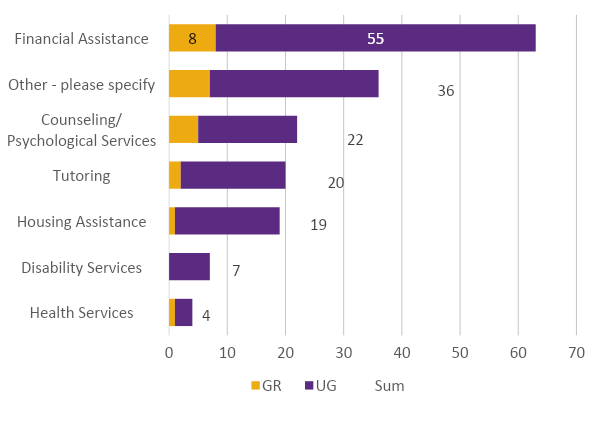 Financial Assistance 8 55
Other - please specify 36
Counseling/
Psychological Services 22
Tutoring 20
Housing Assistance 19
Disability Services 7
Health Services 4
0 10 20 30 40 50 60 70
GR UG Sum